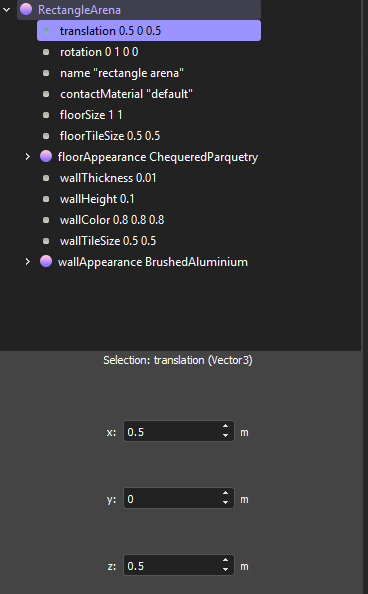 RectangleArena
translation 0.5 0 0.5
rotation 0 1 0 0
name "rectangle arena"
contactMaterial "default"
floorSize 1 1
floorTileSize 0.5 0.5
floorAppearance ChequeredParquetry
wallThickness 0.01
wallHeight 0.1
wallColor 0.8 0.8 0.8
wallTileSize 0.5 0.5
wallAppearance BrushedAluminium
Selection: translation (Vector3)
x: 0.5 m
y: 0 m
z: 0.5 m